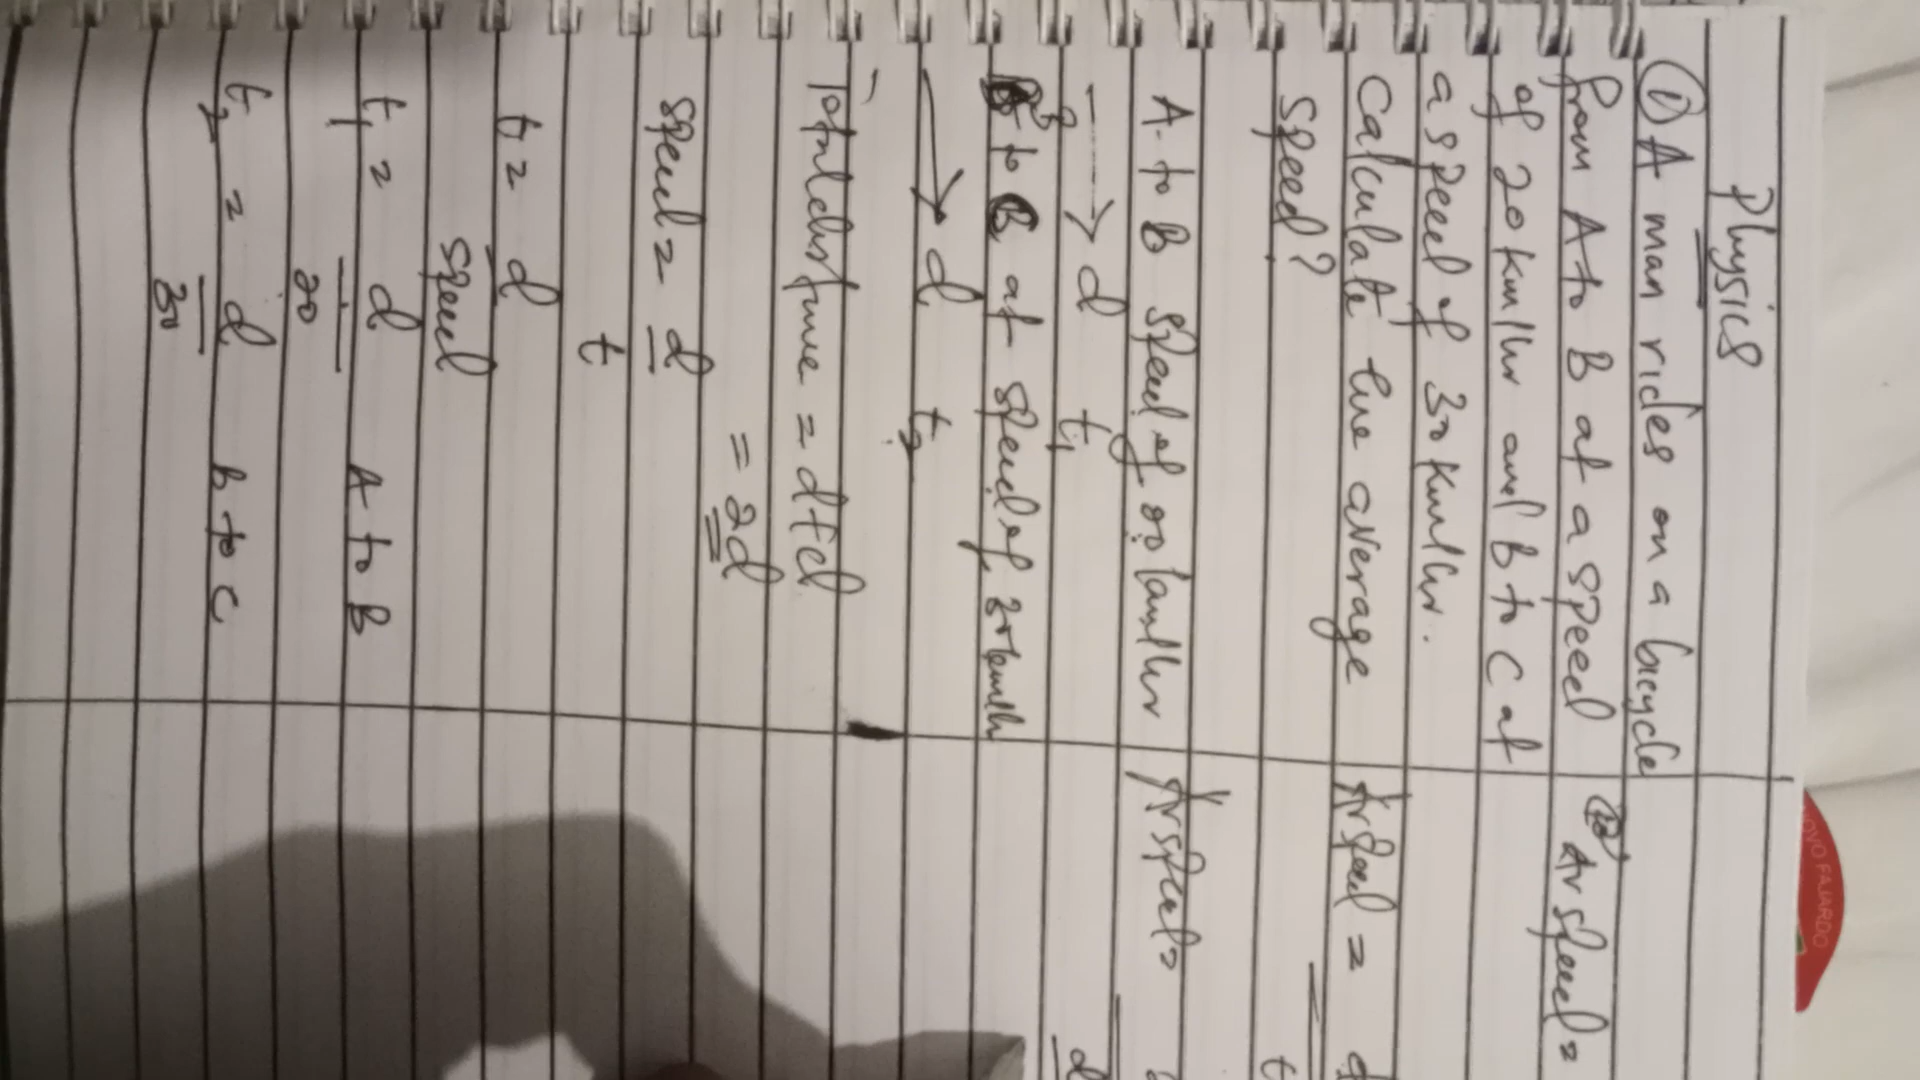 Physics
① A man rides on a bicycle
from A to B at a speed
of 20 km/hr and B to C at
a speed of 30 km/hr.
Calculate the average
speed?
A to B speed of 20 km/hr
→ d t₁
B to C at speed of 30 km/h
→ d t₂
Total distance = d+d
= 2d
speed = d
t
t = d
speed
t₁ = d A to B
20
t₂ = d b to C
30
Av speed =
Av speed =
t
Av speed =
NOVO FAJARDO